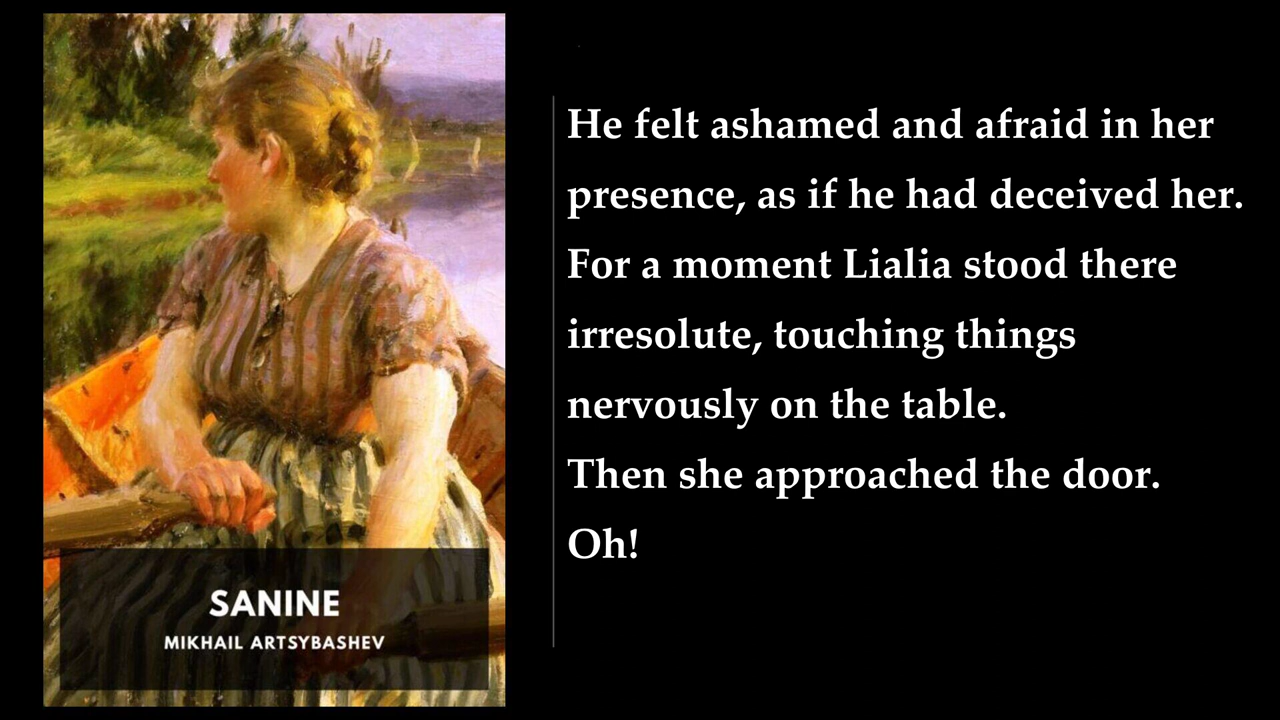 SANINE
MIKHAIL ARTSYBASHEV
He felt ashamed and afraid in her
presence, as if he had deceived her.
For a moment Lialia stood there
irresolute, touching things
nervously on the table.
Then she approached the door.
Oh!